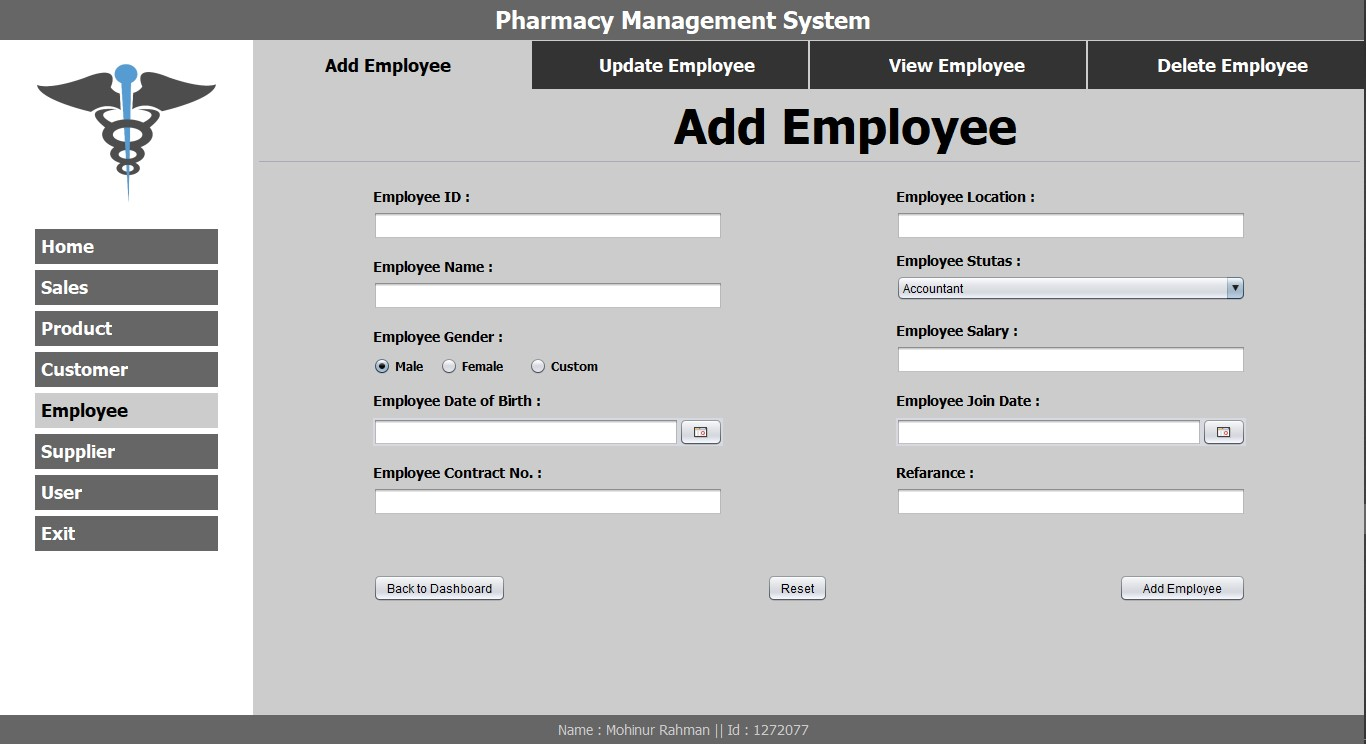 Pharmacy Management System
Add Employee
Update Employee
View Employee
Delete Employee
Home
Sales
Product
Customer
Employee
Supplier
User
Exit
Add Employee
Employee ID :
Employee Name :
Employee Gender :
Male Female Custom
Employee Date of Birth :
Employee Contract No. :
Employee Location :
Employee Stutas :
Accountant
Employee Salary :
Employee Join Date :
Refarance :
Back to Dashboard
Reset
Add Employee
Name : Mohinur Rahman || Id : 1272077